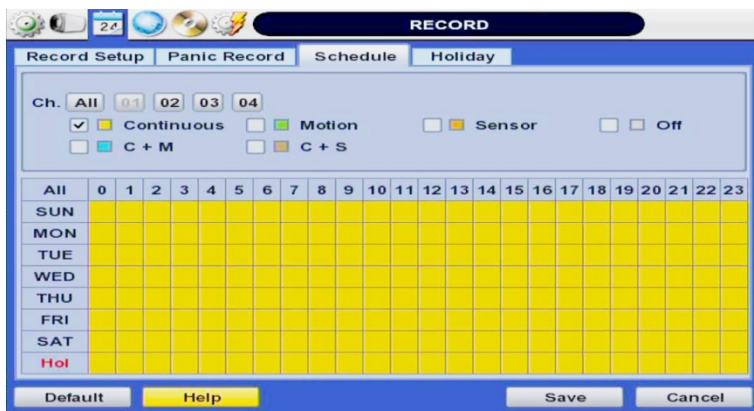 24 RECORD
Record Setup Panic Record Schedule Holiday
Ch. All 01 02 03 04
Continuous Motion Sensor Off
C + M C + S
All 0 1 2 3 4 5 6 7 8 9 10 11 12 13 14 15 16 17 18 19 20 21 22 23
SUN
MON
TUE
WED
THU
FRI
SAT
Hol
Default Help Save Cancel